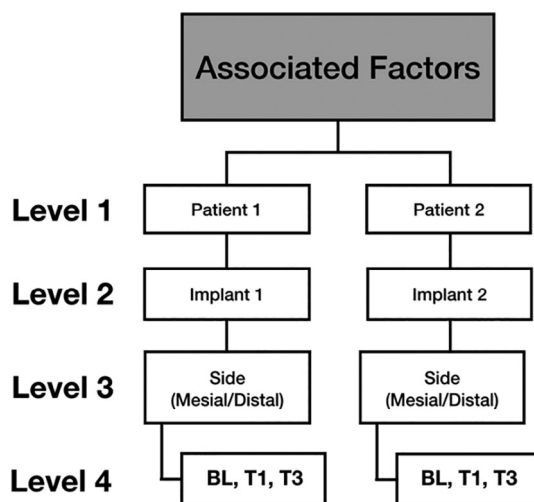 Associated Factors
Level 1
Patient 1
Patient 2
Level 2
Implant 1
Implant 2
Level 3
Side
(Mesial/Distal)
Side
(Mesial/Distal)
Level 4
BL, T1, T3
BL, T1, T3